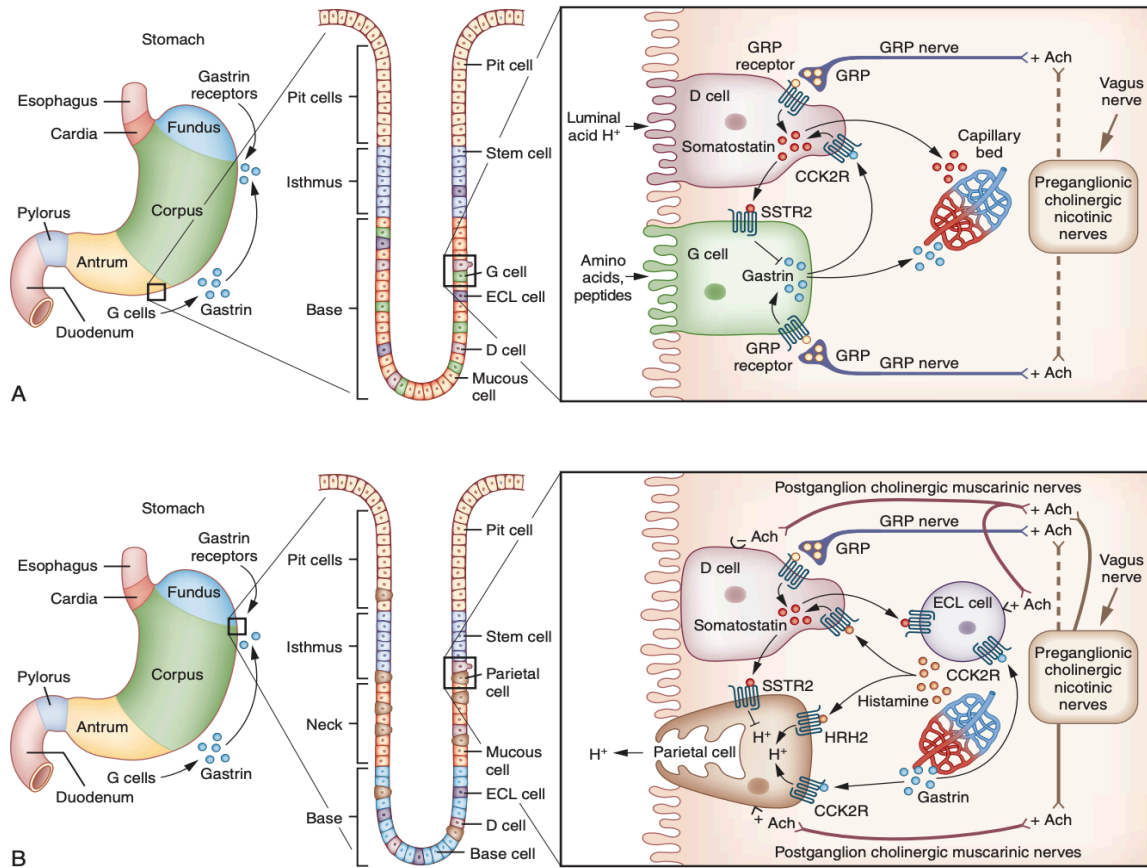 Stomach
Gastrin
receptors
Esophagus
Cardia
Fundus
Corpus
Pylorus
Antrum
G cells
Gastrin
Duodenum
A
Pit cells
Isthmus
Base
Pit cell
Stem cell
G cell
ECL cell
D cell
Mucous
cell
GRP
receptor
GRP nerve
GRP
+ Ach
D cell
Luminal
acid H+
Somatostatin
CCK2R
Capillary
bed
Vagus
nerve
Preganglionic
cholinergic
nicotinic
nerves
SSTR2
G cell
Gastrin
Amino
acids,
peptides
GRP
receptor
GRP
GRP nerve
+ Ach
Stomach
Gastrin
receptors
Esophagus
Cardia
Fundus
Corpus
Pylorus
Antrum
G cells
Gastrin
Duodenum
B
Pit cells
Isthmus
Neck
Base
Pit cell
Stem cell
Parietal
cell
Mucous
cell
ECL cell
D cell
Base cell
Postganglion cholinergic muscarinic nerves
+ Ach
− Ach
GRP nerve
+ Ach
GRP
D cell
Vagus
nerve
ECL cell
+ Ach
Somatostatin
CCK2R
Preganglionic
cholinergic
nicotinic
nerves
SSTR2
Histamine
HRH2
H+
H+
H+
Parietal cell
CCK2R
Gastrin
+ Ach
+ Ach
Postganglion cholinergic muscarinic nerves